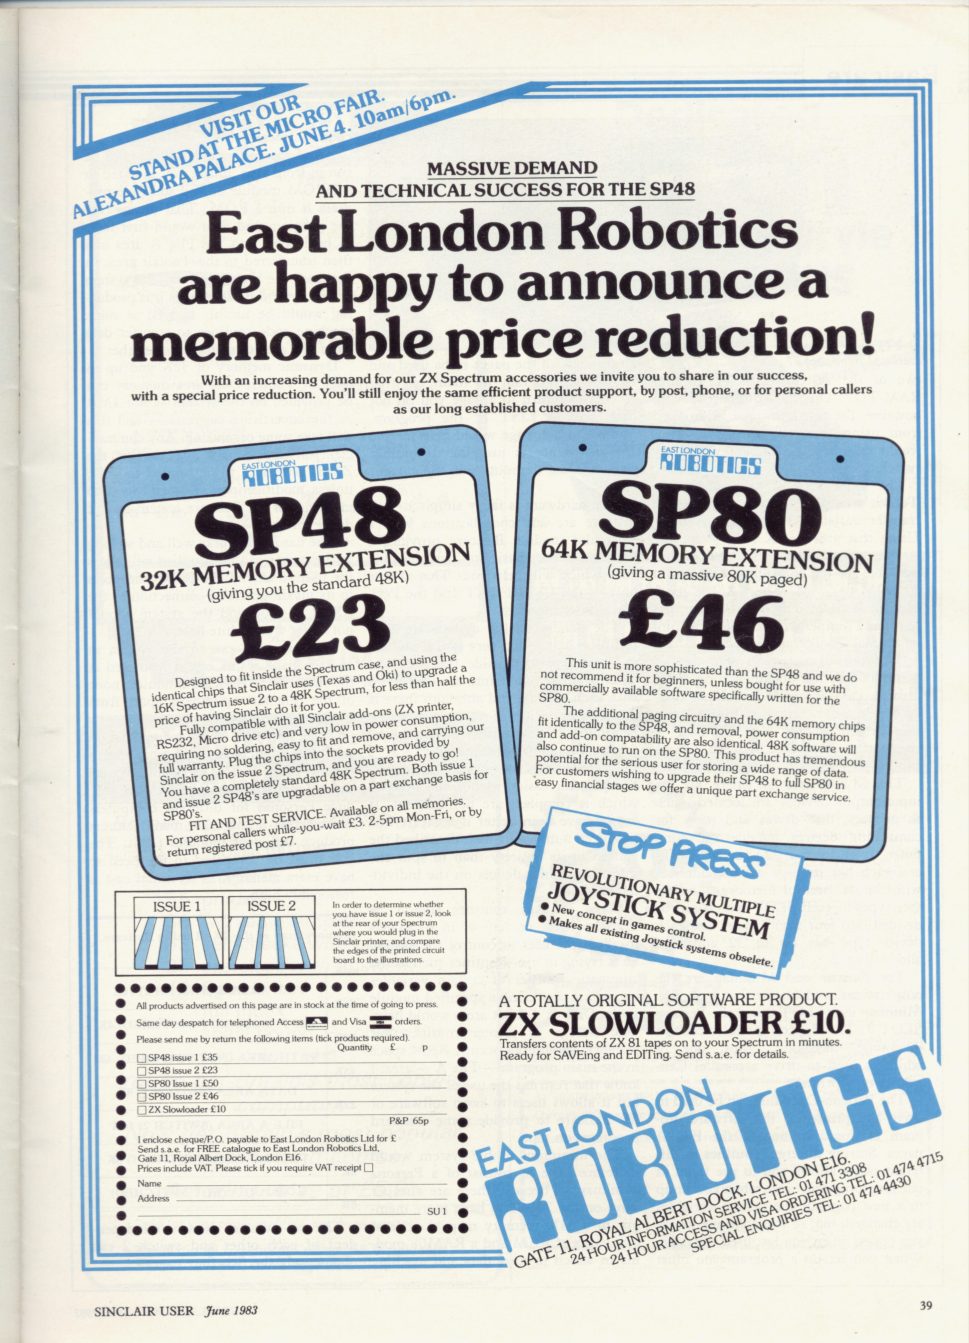 VISIT OUR
STAND AT THE MICRO FAIR.
ALEXANDRA PALACE. JUNE 4. 10am/6pm.
MASSIVE DEMAND
AND TECHNICAL SUCCESS FOR THE SP48
East London Robotics
are happy to announce a
memorable price reduction!
With an increasing demand for our ZX Spectrum accessories we invite you to share in our success,
with a special price reduction. You'll still enjoy the same efficient product support, by post, phone, or for personal callers
as our long established customers.
EAST LONDON
ROBOTICS
SP48
32K MEMORY EXTENSION
(giving you the standard 48K)
£23
Designed to fit inside the Spectrum case, and using the
identical chips that Sinclair uses (Texas and Oki) to upgrade a
16K Spectrum issue 2 to a 48K Spectrum, for less than half the
price of having Sinclair do it for you.
Fully compatible with all Sinclair add-ons (ZX printer,
RS232, Micro drive etc) and very low in power consumption,
requiring no soldering, easy to fit and remove, and carrying our
full warranty. Plug the chips into the sockets provided by
Sinclair on the issue 2 Spectrum, and you are ready to go!
You have a completely standard 48K Spectrum. Both issue 1
and issue 2 SP48's are upgradable on a part exchange basis for
SP80's.
FIT AND TEST SERVICE. Available on all memories.
For personal callers while-you-wait £3. 2-5pm Mon-Fri, or by
return registered post £7.
EAST LONDON
ROBOTICS
SP80
64K MEMORY EXTENSION
(giving a massive 80K paged)
£46
This unit is more sophisticated than the SP48 and we do
not recommend it for beginners, unless bought for use with
commercially available software specifically written for the
SP80.
The additional paging circuitry and the 64K memory chips
fit identically to the SP48, and removal, power consumption
and add-on compatability are also identical. 48K software will
also continue to run on the SP80. This product has tremendous
potential for the serious user for storing a wide range of data.
For customers wishing to upgrade their SP48 to full SP80 in
easy financial stages we offer a unique part exchange service.
STOP PRESS
REVOLUTIONARY MULTIPLE
JOYSTICK SYSTEM
● New concept in games control.
● Makes all existing Joystick systems obselete.
ISSUE 1
ISSUE 2
In order to determine whether
you have issue 1 or issue 2, look
at the rear of your Spectrum
where you would plug in the
Sinclair printer, and compare
the edges of the printed circuit
board to the illustrations.
All products advertised on this page are in stock at the time of going to press.
Same day despatch for telephoned Access and Visa orders.
Please send me by return the following items (tick products required).
Quantity £ p
SP48 issue 1 £35
SP48 issue 2 £23
SP80 Issue 1 £50
SP80 Issue 2 £46
ZX Slowloader £10
P&P 65p
I enclose cheque/P.O. payable to East London Robotics Ltd for £
Send s.a.e. for FREE catalogue to East London Robotics Ltd,
Gate 11, Royal Albert Dock, London E16.
Prices include VAT. Please tick if you require VAT receipt
Name
Address
SU1
A TOTALLY ORIGINAL SOFTWARE PRODUCT.
ZX SLOWLOADER £10.
Transfers contents of ZX 81 tapes on to your Spectrum in minutes.
Ready for SAVEing and EDITing. Send s.a.e. for details.
EAST LONDON
ROBOTICS
GATE 11. ROYAL ALBERT DOCK. LONDON E16.
24 HOUR INFORMATION SERVICE TEL: 01 471 3308
24 HOUR ACCESS AND VISA ORDERING TEL: 01 474 4715
SPECIAL ENQUIRIES TEL: 01 474 4430
SINCLAIR USER June 1983
39